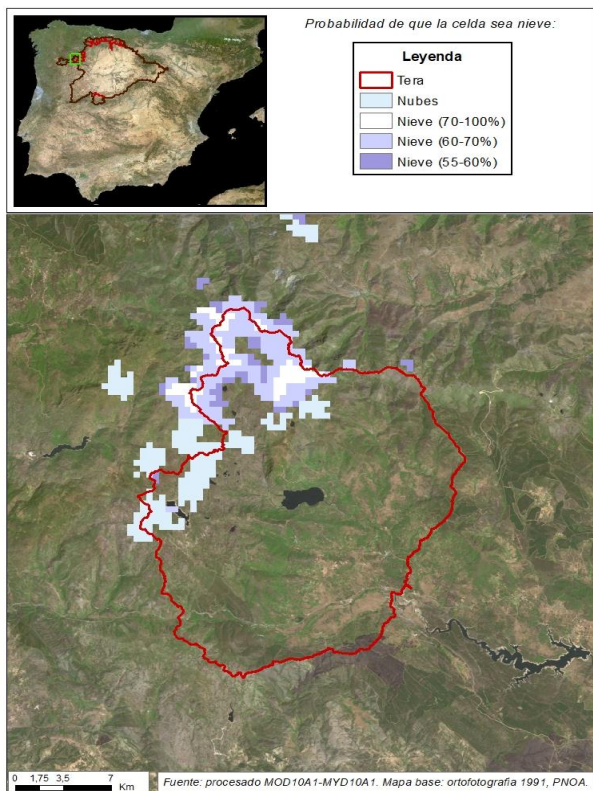 Probabilidad de que la celda sea nieve:
Leyenda
Tera
Nubes
Nieve (70-100%)
Nieve (60-70%)
Nieve (55-60%)
0 1,75 3,5 7
Km
Fuente: procesado MOD10A1-MYD10A1. Mapa base: ortofotografia 1991, PNOA.